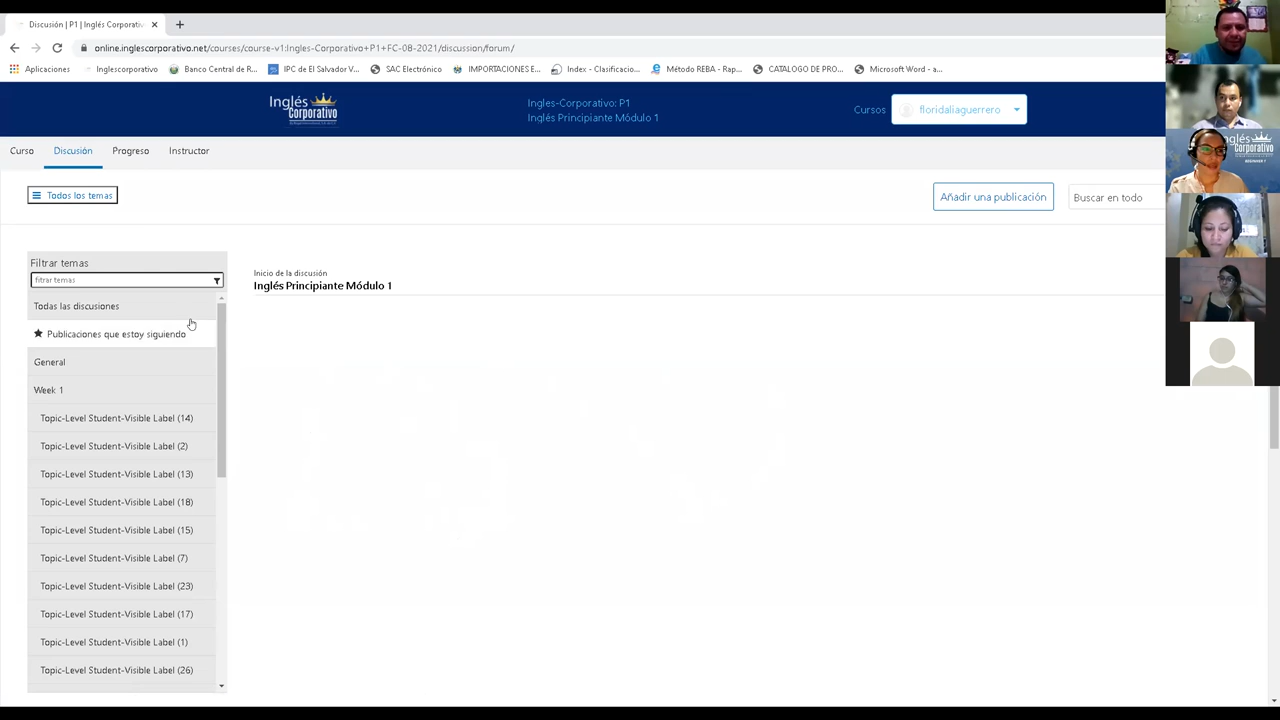 Discusión | P1 | Inglés Corporativ
online.inglescorporativo.net/courses/course-v1:Ingles-Corporativo+P1+FC-08-2021/discussion/forum/
Aplicaciones
Inglescorporativo
Banco Central de R...
IPC de El Salvador V...
SAC Electrónico
IMPORTACIONES E...
Index - Clasificacio...
Método REBA - Rap...
CATALOGO DE PRO...
Microsoft Word - a...
Inglés
Corporativo
Ingles-Corporativo: P1
Inglés Principiante Módulo 1
Cursos
floridaliaguerrero
Curso
Discusión
Progreso
Instructor
Todos los temas
Añadir una publicación
Buscar en todo
Filtrar temas
filtrar temas
Todas las discusiones
Publicaciones que estoy siguiendo
General
Week 1
Topic-Level Student-Visible Label (14)
Topic-Level Student-Visible Label (2)
Topic-Level Student-Visible Label (13)
Topic-Level Student-Visible Label (18)
Topic-Level Student-Visible Label (15)
Topic-Level Student-Visible Label (7)
Topic-Level Student-Visible Label (23)
Topic-Level Student-Visible Label (17)
Topic-Level Student-Visible Label (1)
Topic-Level Student-Visible Label (26)
Inicio de la discusión
Inglés Principiante Módulo 1